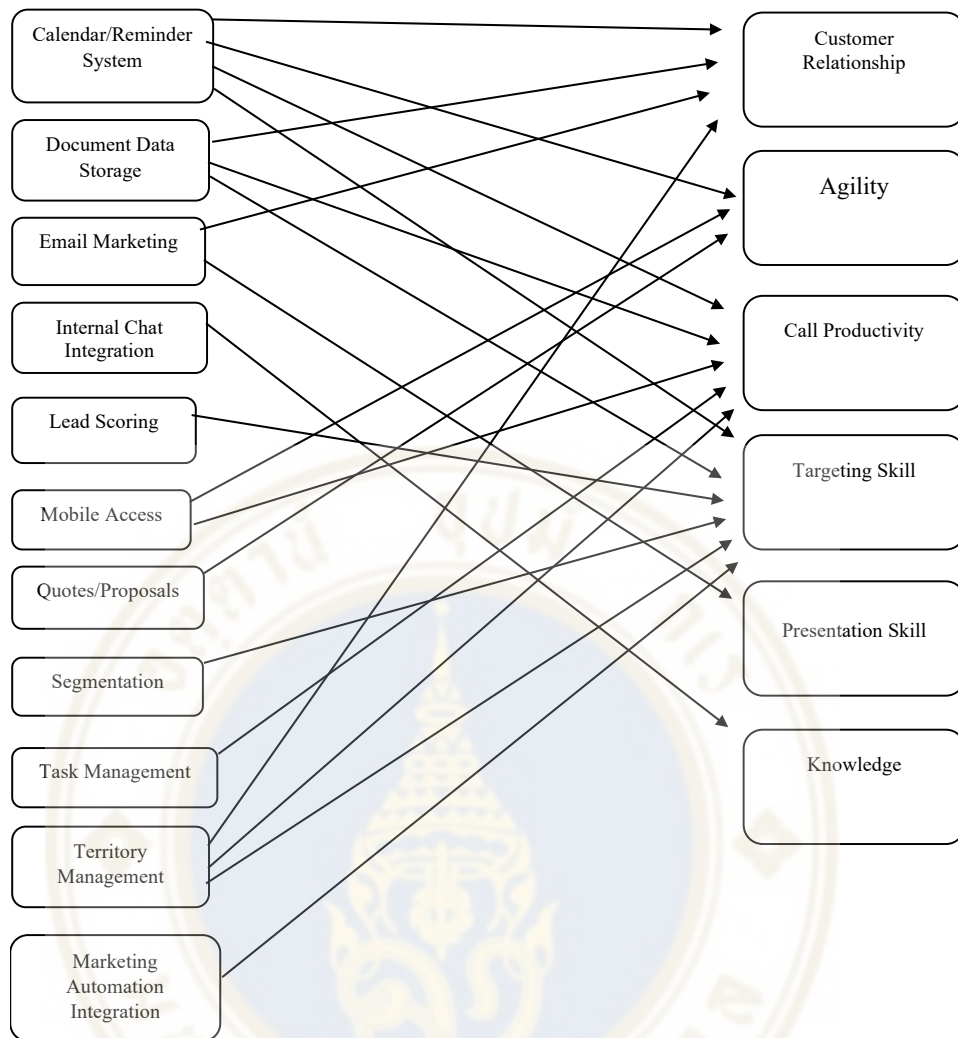 Calendar/Reminder
System
Document Data
Storage
Email Marketing
Internal Chat
Integration
Lead Scoring
Mobile Access
Quotes/Proposals
Segmentation
Task Management
Territory
Management
Marketing
Automation
Integration
Customer
Relationship
Agility
Call Productivity
Targeting Skill
Presentation Skill
Knowledge